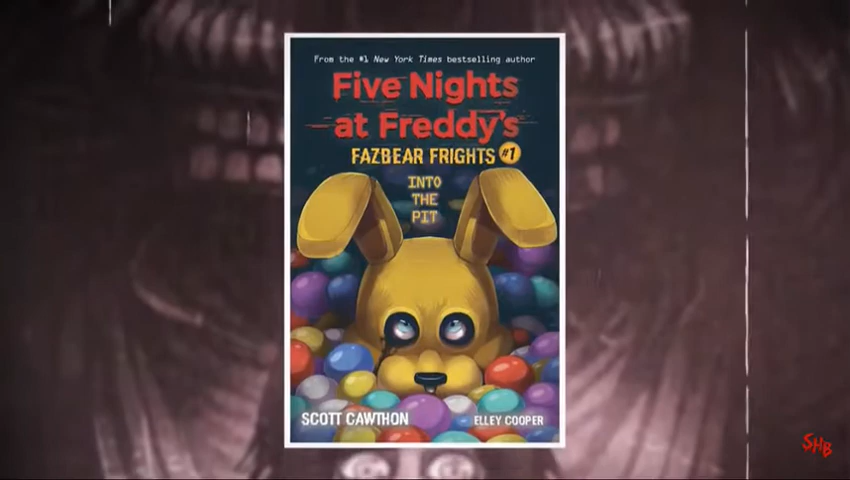 From the #1 New York Times bestselling author
Five Nights
at Freddy's
FAZBEAR FRIGHTS #1
INTO
THE
PIT
SCOTT CAWTHON
ELLEY COOPER
SHB